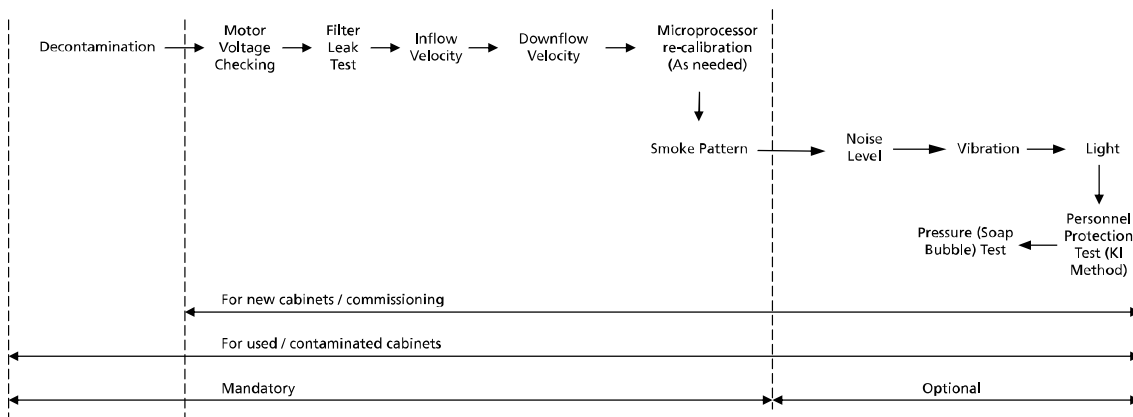 Decontamination
Motor
Voltage
Checking
Filter
Leak
Test
Inflow
Velocity
Downflow
Velocity
Microprocessor
re-calibration
(As needed)
Smoke Pattern
Noise
Level
Vibration
Light
Personnel
Protection
Test (KI
Method)
Pressure (Soap
Bubble) Test
For new cabinets / commissioning
For used / contaminated cabinets
Mandatory
Optional